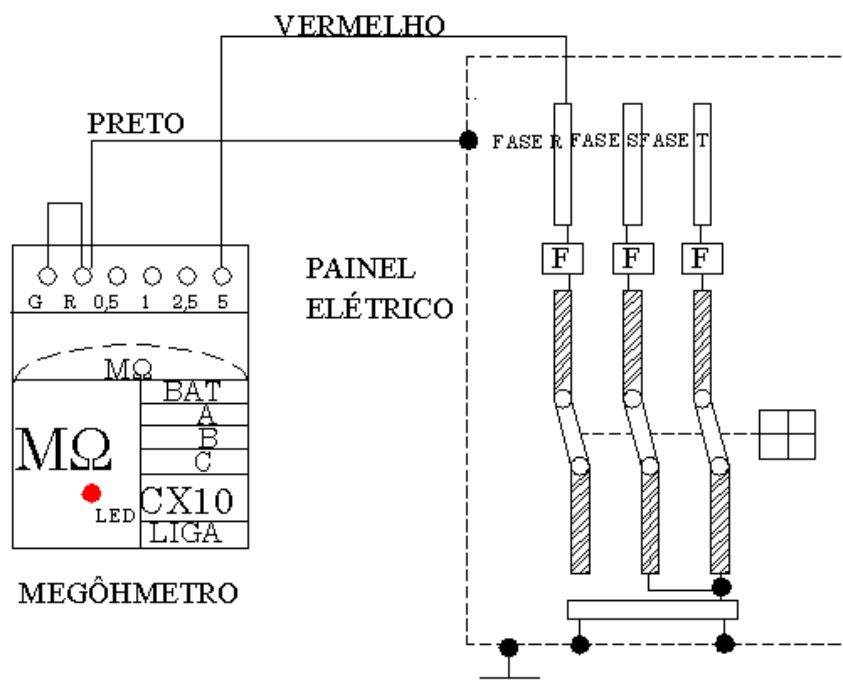 VERMELHO
PRETO
FASE R FASE S FASE T
PAINEL
ELÉTRICO
F F F
G R 0,5 1 2,5 5
MΩ
BAT
A
B
C
MΩ
CX10
LED
LIGA
MEGÔHMETRO